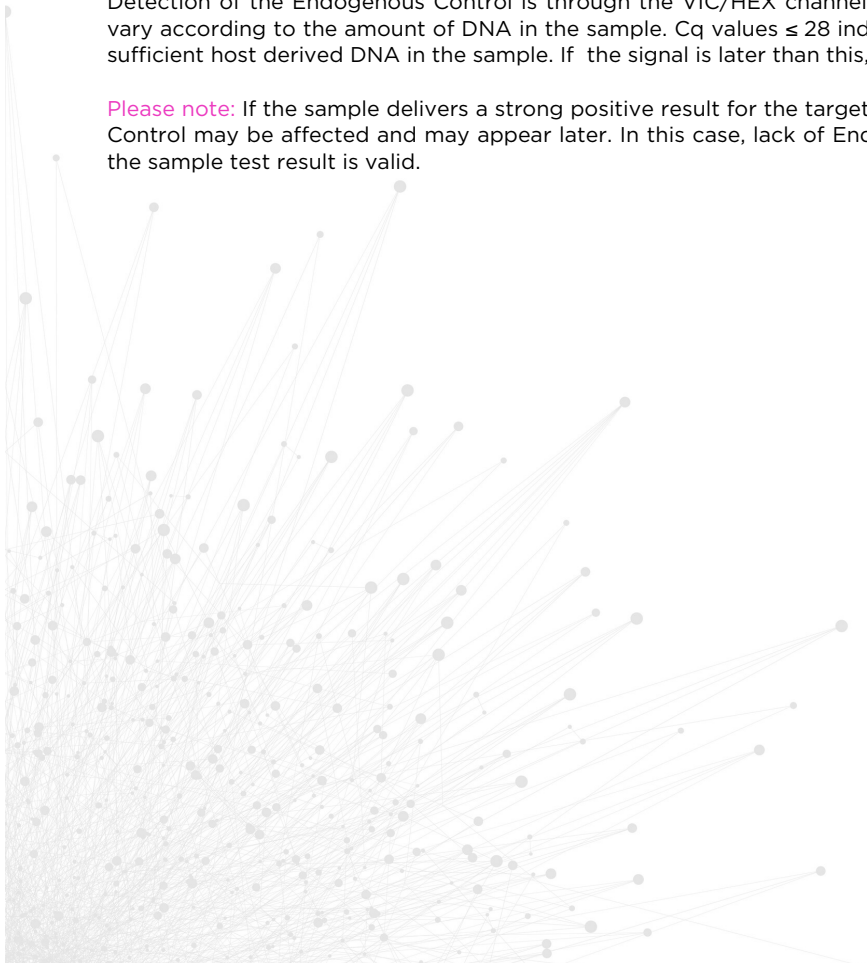 Detection of the Endogenous Control is through the VIC/HEX channel
vary according to the amount of DNA in the sample. Cq values ≤ 28 ind
sufficient host derived DNA in the sample. If the signal is later than this,
Please note: If the sample delivers a strong positive result for the target
Control may be affected and may appear later. In this case, lack of End
the sample test result is valid.